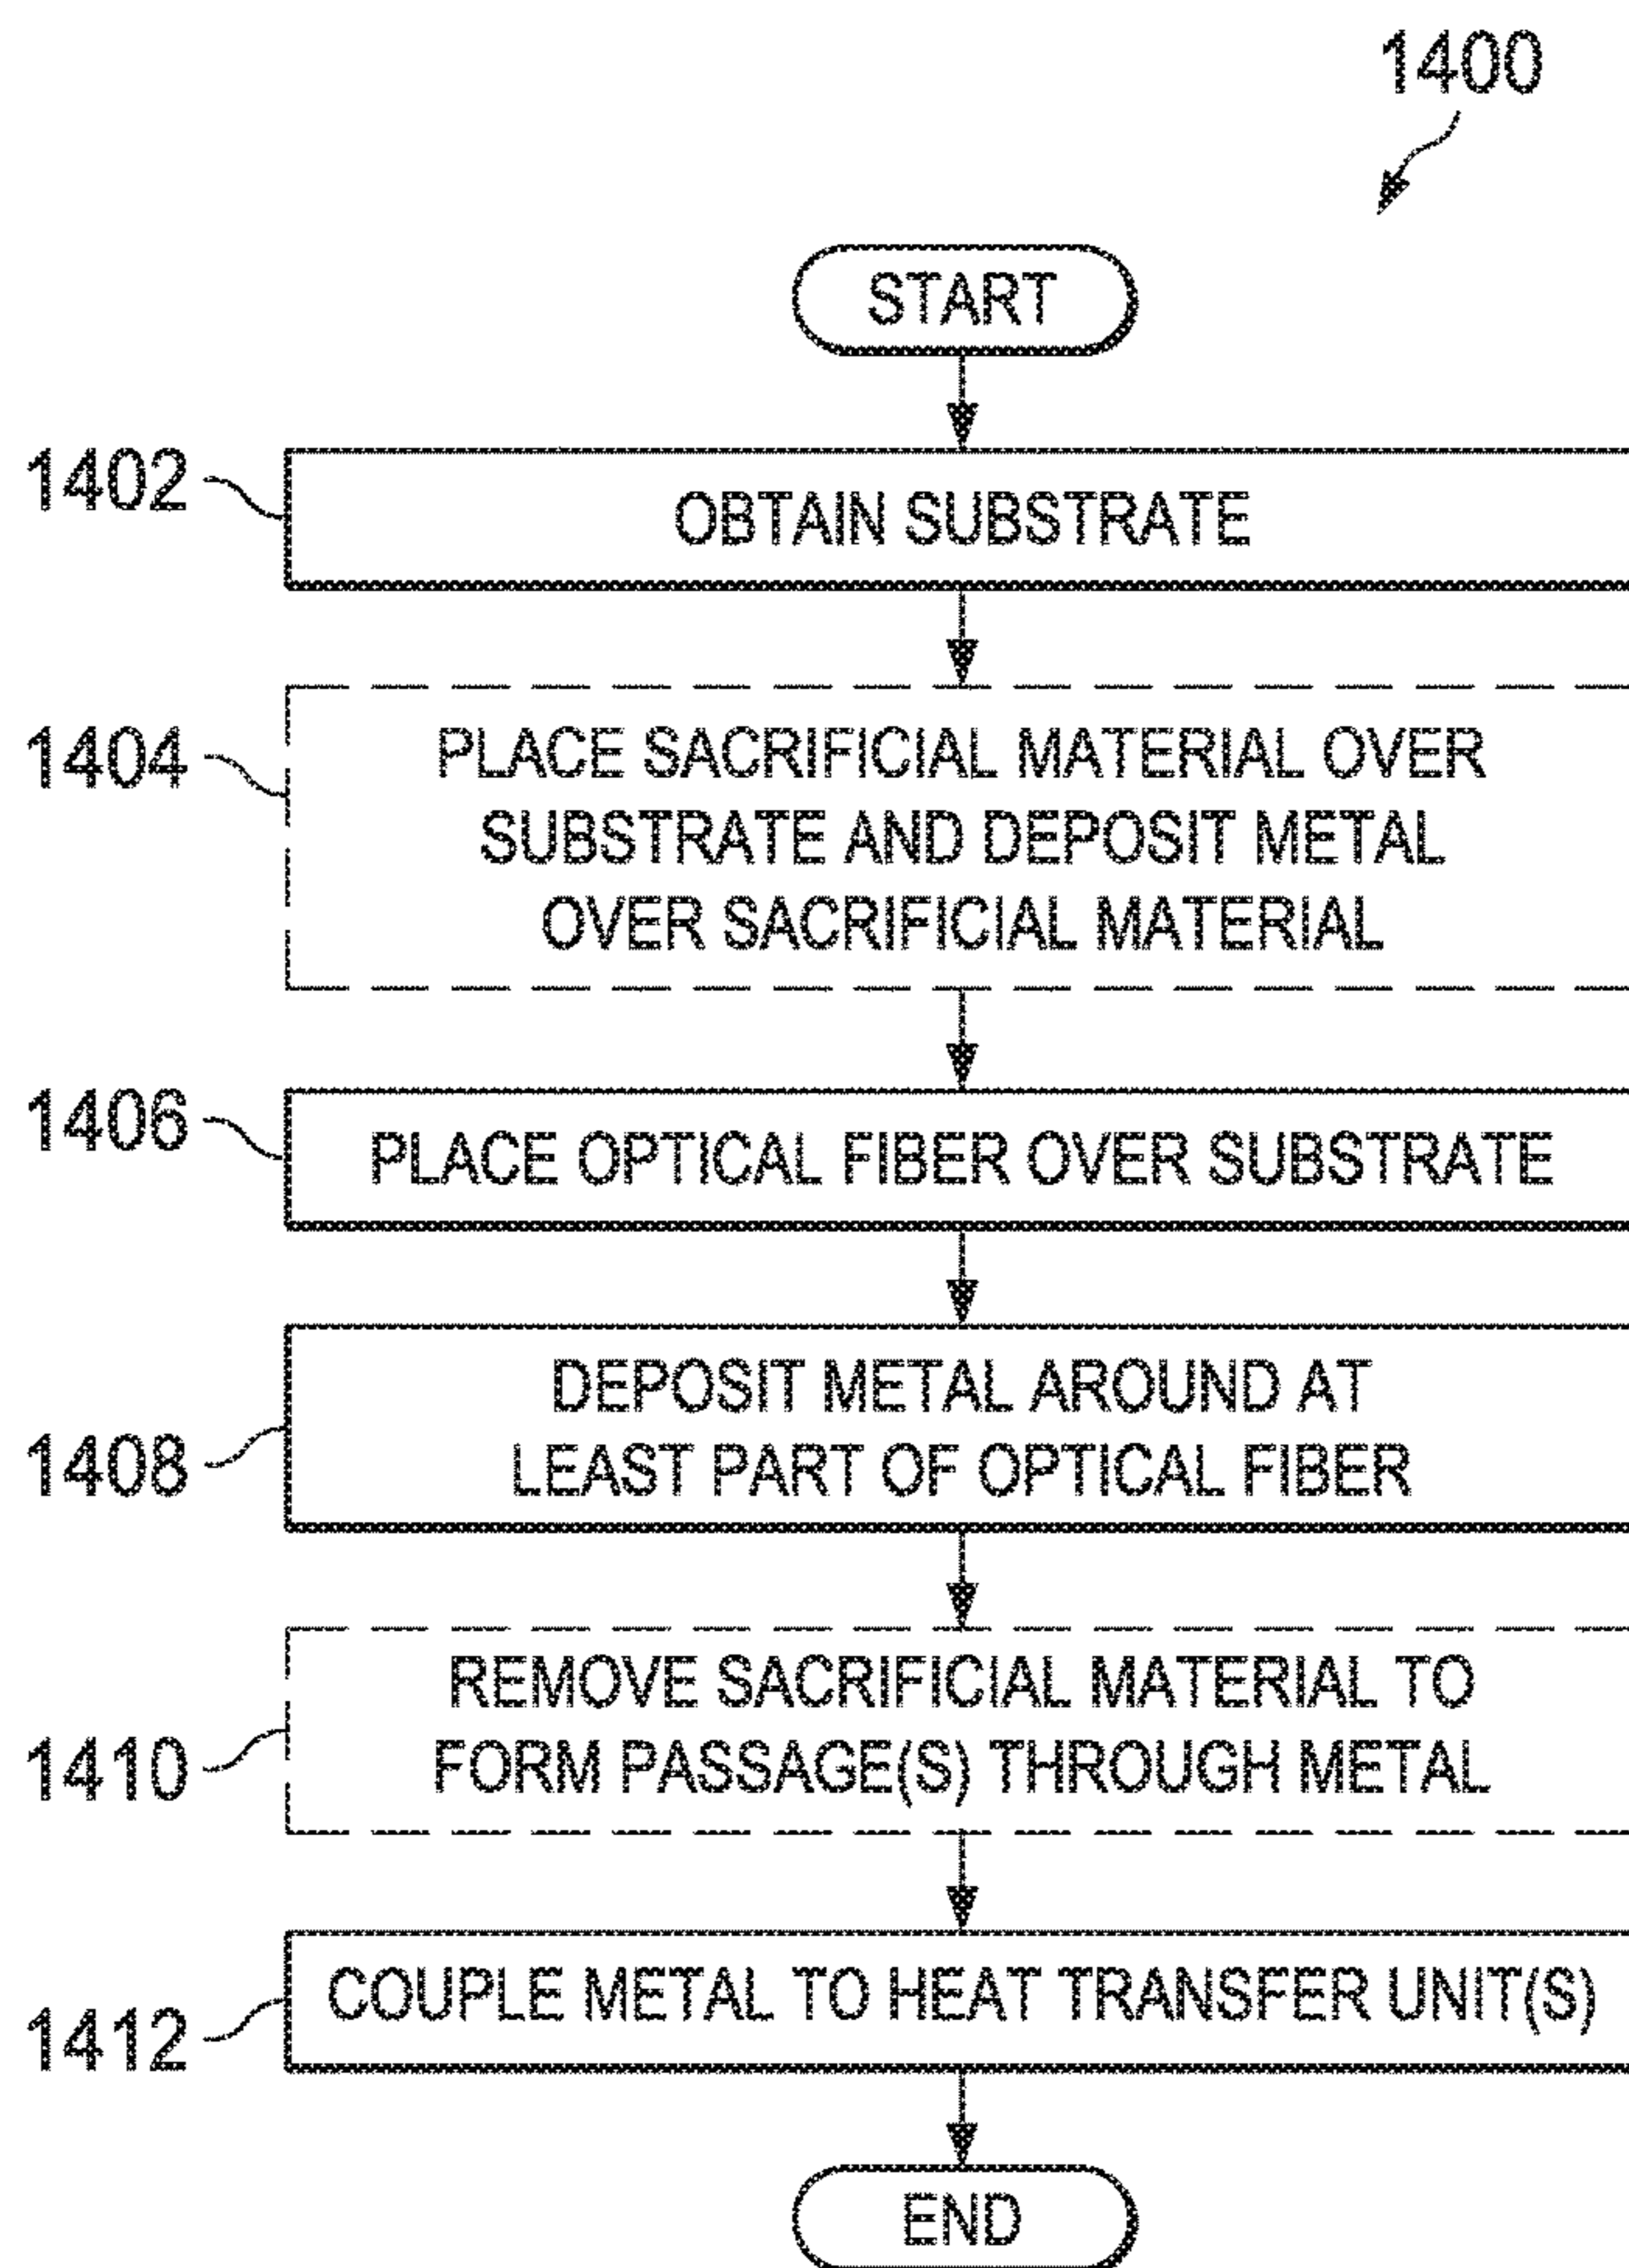 1400
START
1402
OBTAIN SUBSTRATE
1404
PLACE SACRIFICIAL MATERIAL OVER
SUBSTRATE AND DEPOSIT METAL
OVER SACRIFICIAL MATERIAL
1406
PLACE OPTICAL FIBER OVER SUBSTRATE
1408
DEPOSIT METAL AROUND AT
LEAST PART OF OPTICAL FIBER
1410
REMOVE SACRIFICIAL MATERIAL TO
FORM PASSAGE(S) THROUGH METAL
1412
COUPLE METAL TO HEAT TRANSFER UNIT(S)
END